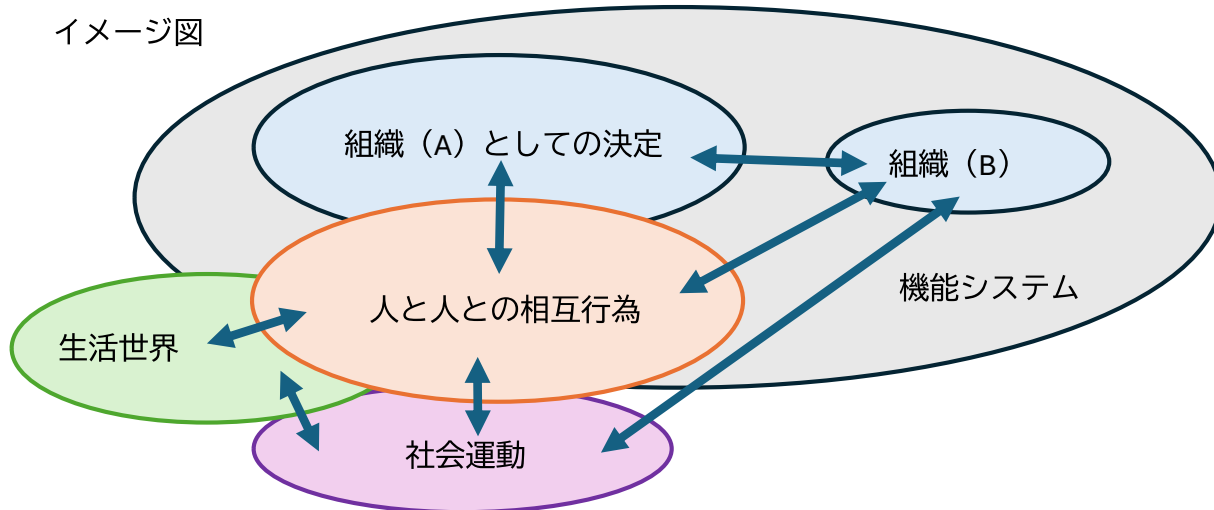 イメージ図
組織（A）としての決定
組織（B）
機能システム
人と人との相互行為
生活世界
社会運動